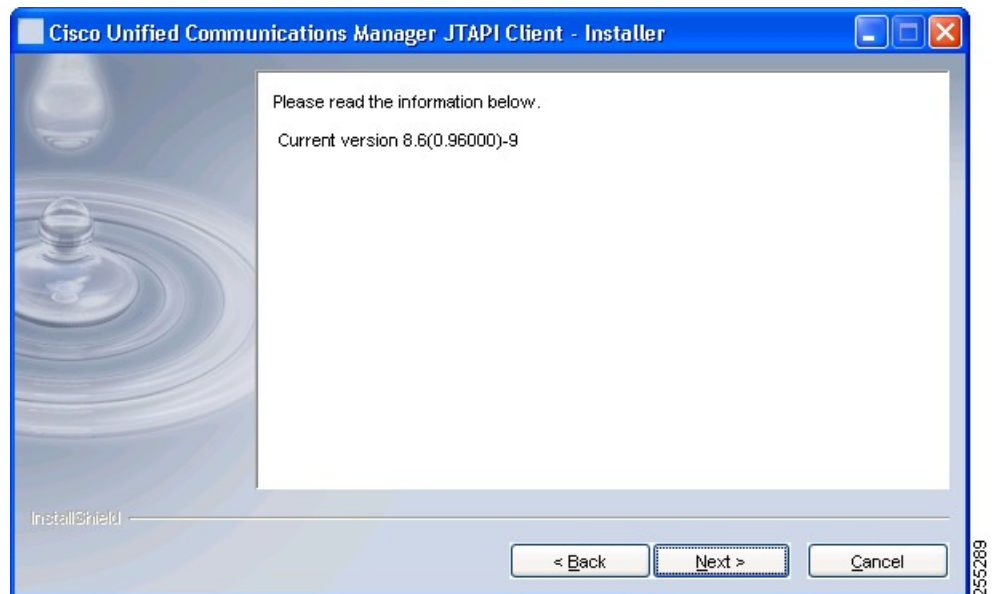 Cisco Unified Communications Manager JTAPI Client - Installer
Please read the information below.
Current version 8.6(0.96000)-9
InstallShield
< Back
Next >
Cancel
255289